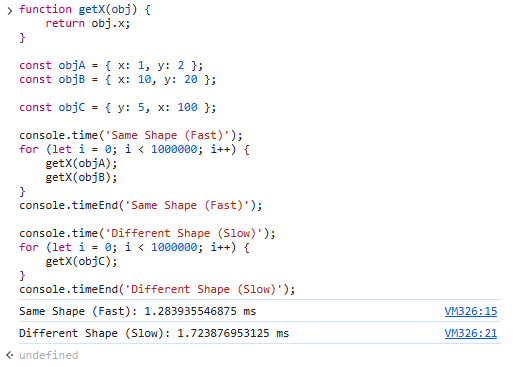 function getX(obj) {
    return obj.x;
}

const objA = { x: 1, y: 2 };
const objB = { x: 10, y: 20 };

const objC = { y: 5, x: 100 };

console.time('Same Shape (Fast)');
for (let i = 0; i < 1000000; i++) {
    getX(objA);
    getX(objB);
}
console.timeEnd('Same Shape (Fast)');

console.time('Different Shape (Slow)');
for (let i = 0; i < 1000000; i++) {
    getX(objC);
}
console.timeEnd('Different Shape (Slow)');
Same Shape (Fast): 1.283935546875 ms VM326:15
Different Shape (Slow): 1.723876953125 ms VM326:21
undefined